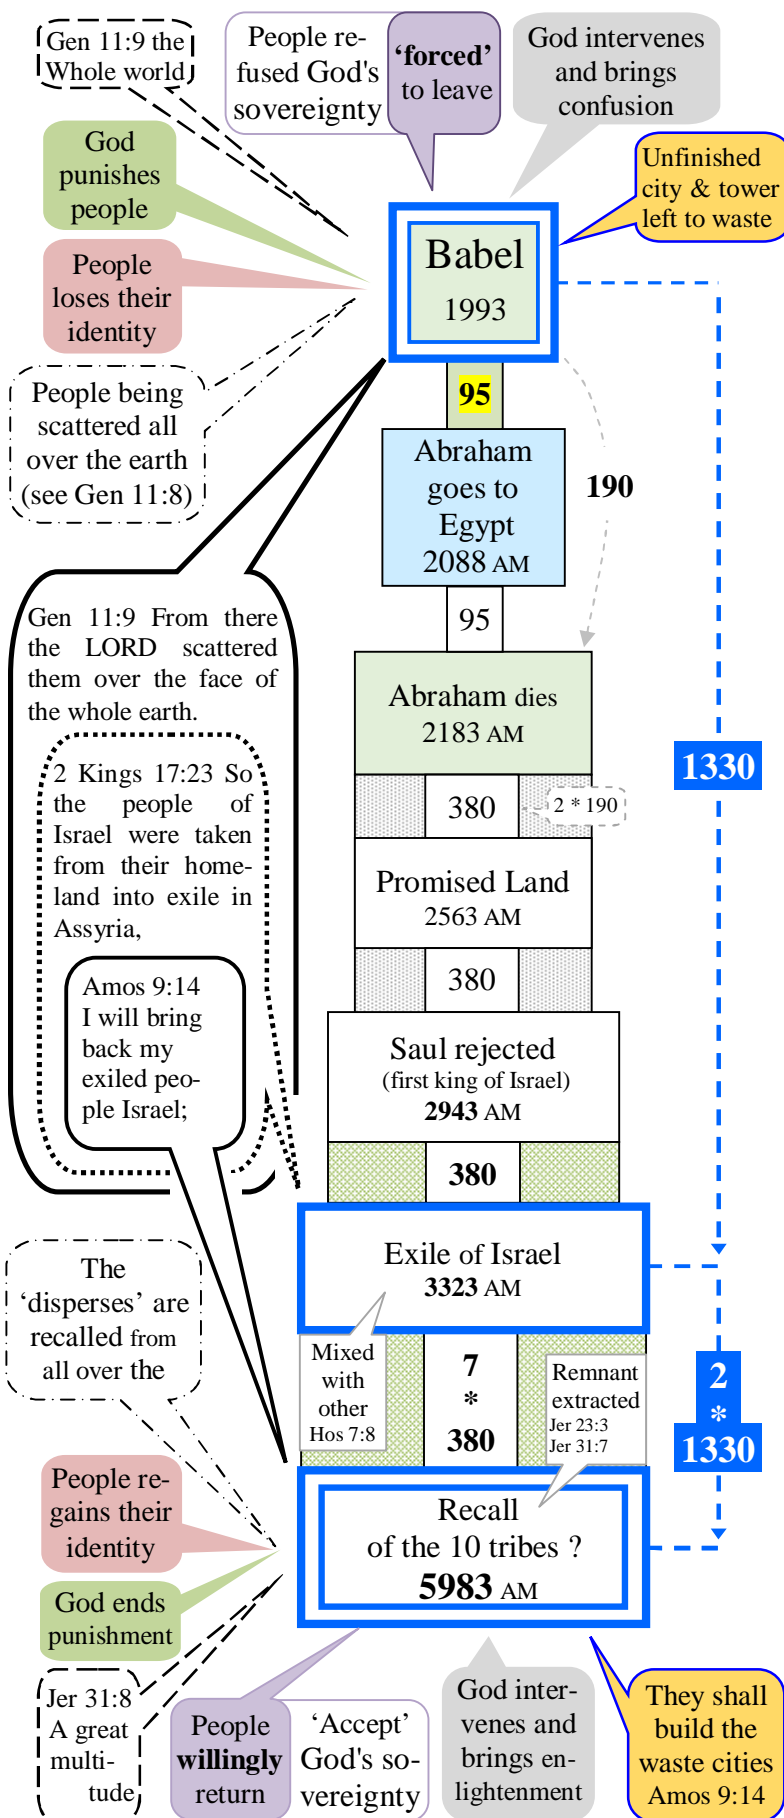 Gen 11:9 the
Whole world
People re-
fused God's
sovereignty
‘forced’
to leave
God intervenes
and brings
confusion
God
punishes
people
Unfinished
city & tower
left to waste
People
loses their
identity
Babel
1993
People being
scattered all
over the earth
(see Gen 11:8)
95
Abraham
goes to
Egypt
2088 AM
190
95
Gen 11:9 From there
the LORD scattered
them over the face of
the whole earth.
Abraham dies
2183 AM
1330
2 Kings 17:23 So
the people of
Israel were taken
from their home-
land into exile in
Assyria,
380
2 * 190
Promised Land
2563 AM
380
Amos 9:14
I will bring
back my
exiled peo-
ple Israel;
Saul rejected
(first king of Israel)
2943 AM
380
Exile of Israel
3323 AM
The
‘disperses’ are
recalled from
all over the
Mixed
with
other
Hos 7:8
7
*
380
Remnant
extracted
Jer 23:3
Jer 31:7
2
*
1330
People re-
gains their
identity
Recall
of the 10 tribes ?
5983 AM
God ends
punishment
Jer 31:8
A great
multi-
tude
People
willingly
return
‘Accept’
God's so-
vereignty
God inter-
venes and
brings en-
lightenment
They shall
build the
waste cities
Amos 9:14